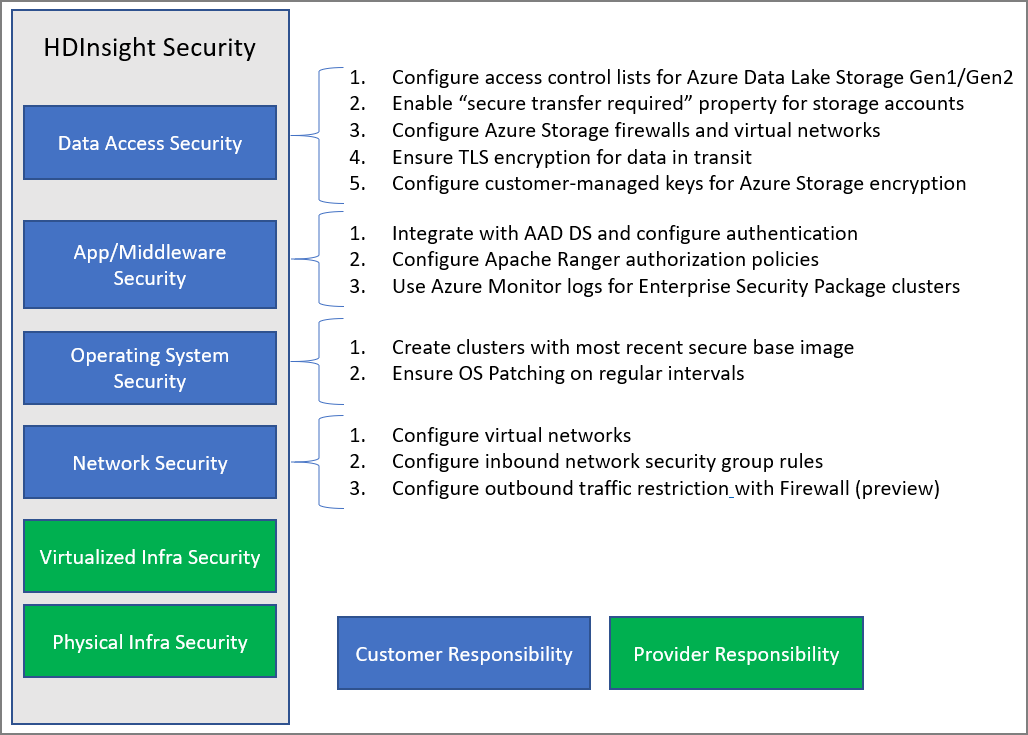 HDInsight Security
Data Access Security
1. Configure access control lists for Azure Data Lake Storage Gen1/Gen2
2. Enable “secure transfer required” property for storage accounts
3. Configure Azure Storage firewalls and virtual networks
4. Ensure TLS encryption for data in transit
5. Configure customer-managed keys for Azure Storage encryption
App/Middleware
Security
1. Integrate with AAD DS and configure authentication
2. Configure Apache Ranger authorization policies
3. Use Azure Monitor logs for Enterprise Security Package clusters
Operating System
Security
1. Create clusters with most recent secure base image
2. Ensure OS Patching on regular intervals
Network Security
1. Configure virtual networks
2. Configure inbound network security group rules
3. Configure outbound traffic restriction with Firewall (preview)
Virtualized Infra Security
Physical Infra Security
Customer Responsibility
Provider Responsibility